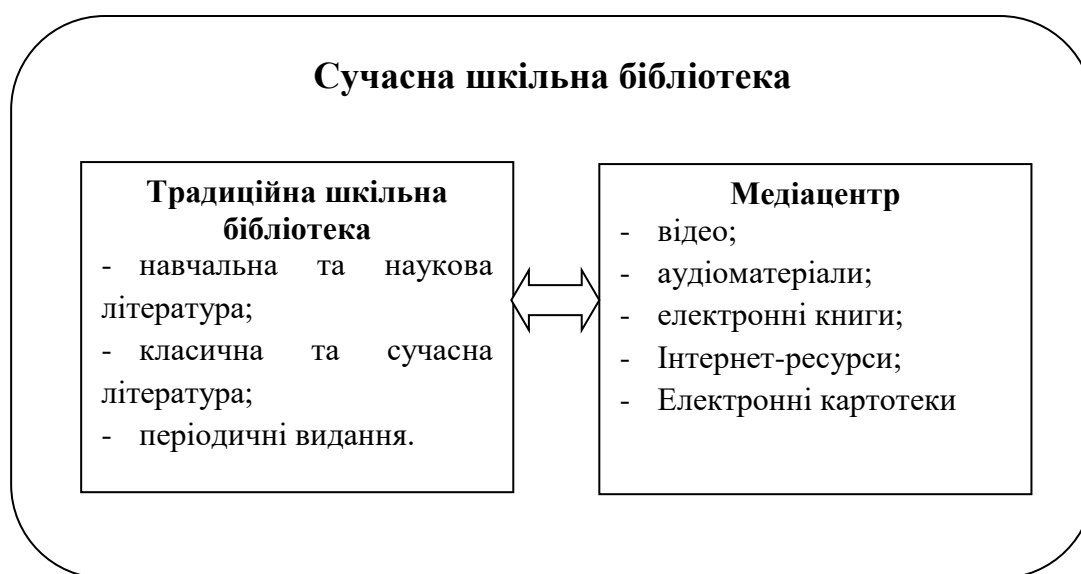 Сучасна шкільна бібліотека
Традиційна шкільна
бібліотека
- навчальна та наукова
література;
- класична та сучасна
література;
- періодичні видання.
Медіацентр
- відео;
- аудіоматеріали;
- електронні книги;
- Інтернет-ресурси;
- Електронні картотеки